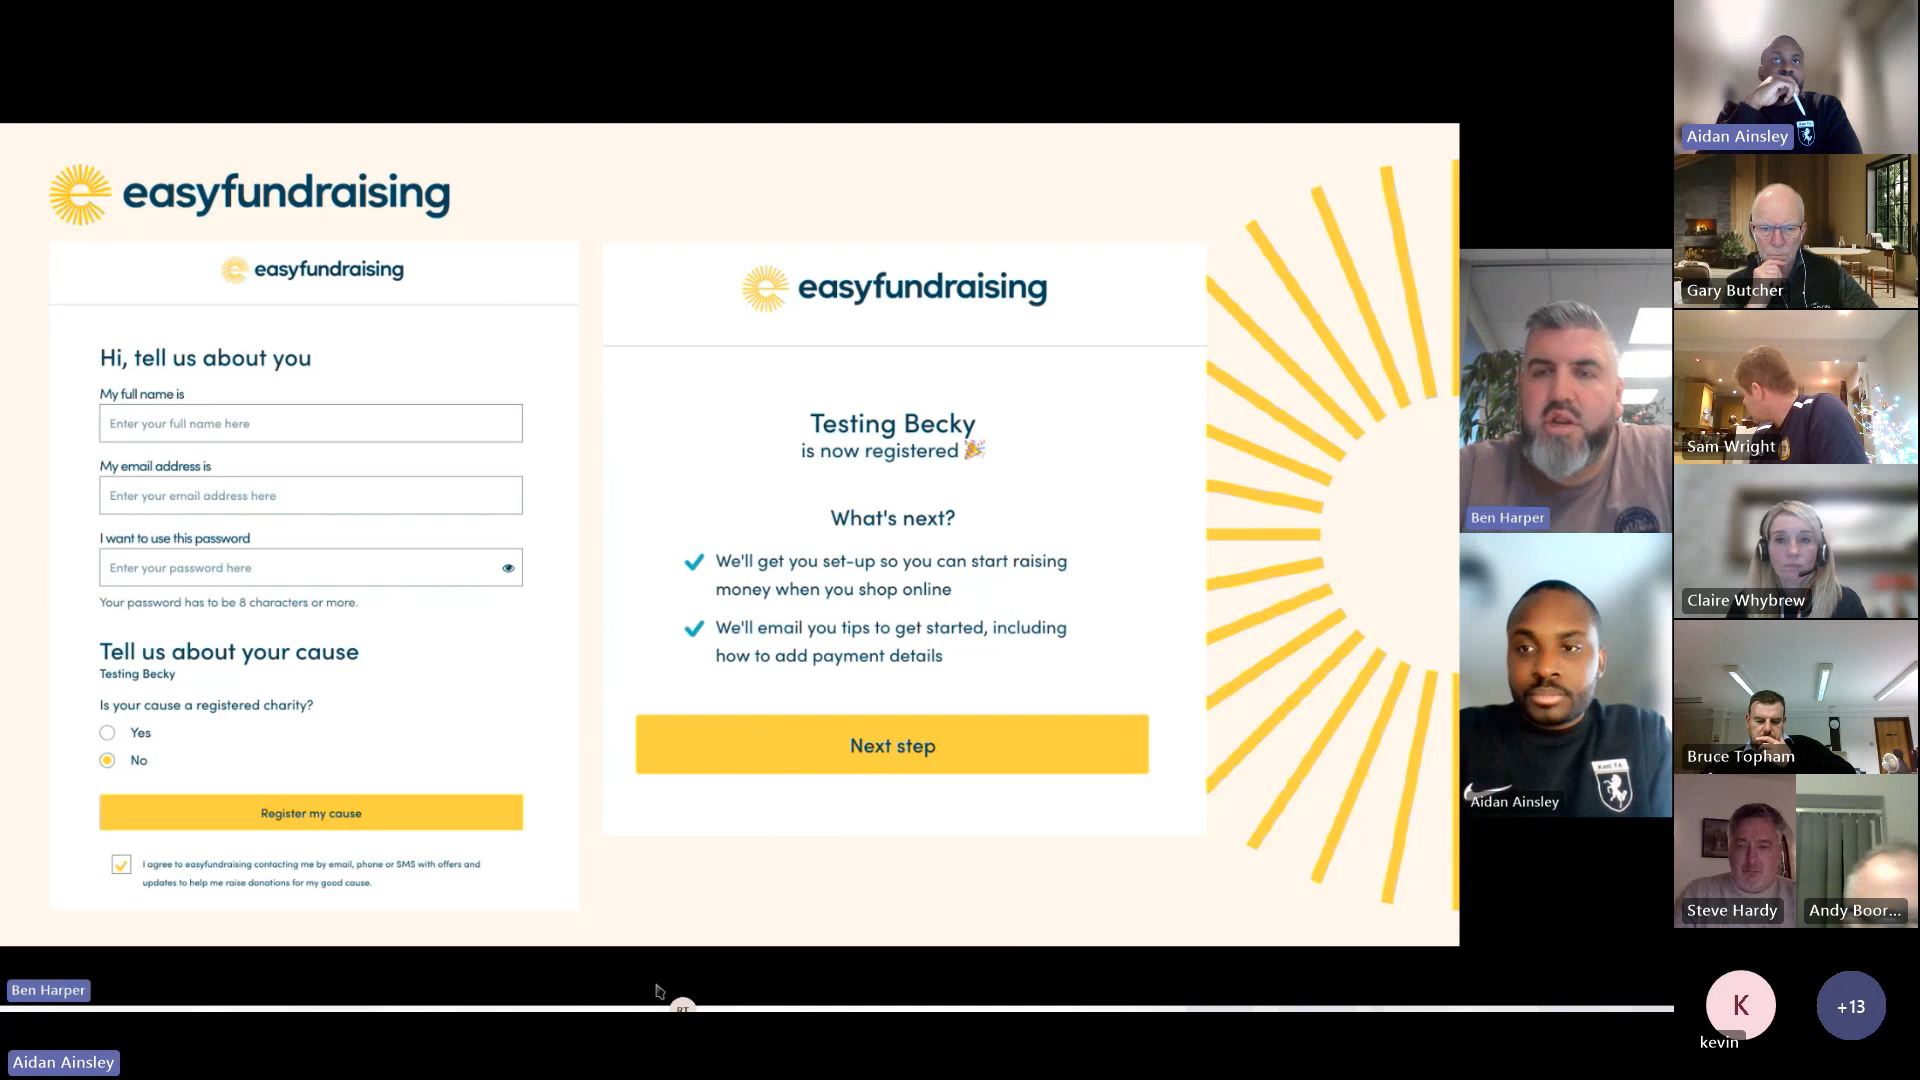 easyfundraising
easyfundraising
Hi, tell us about you
My full name is
Enter your full name here
My email address is
Enter your email address here
I want to use this password
Enter your password here
Your password has to be 8 characters or more.
Tell us about your cause
Testing Becky
Is your cause a registered charity?
Yes
No
Register my cause
I agree to easyfundraising contacting me by email, phone or SMS with offers and
updates to help me raise donations for my good cause.
easyfundraising
Testing Becky
is now registered 🎉
What's next?
We'll get you set-up so you can start raising
money when you shop online
We'll email you tips to get started, including
how to add payment details
Next step
Ben Harper
Kent F.A.
Aidan Ainsley
Aidan Ainsley
Gary Butcher
Sam Wright
Claire Whybrew
Bruce Topham
Steve Hardy
Andy Boor...
K
kevin
+13
Ben Harper
RT
Aidan Ainsley